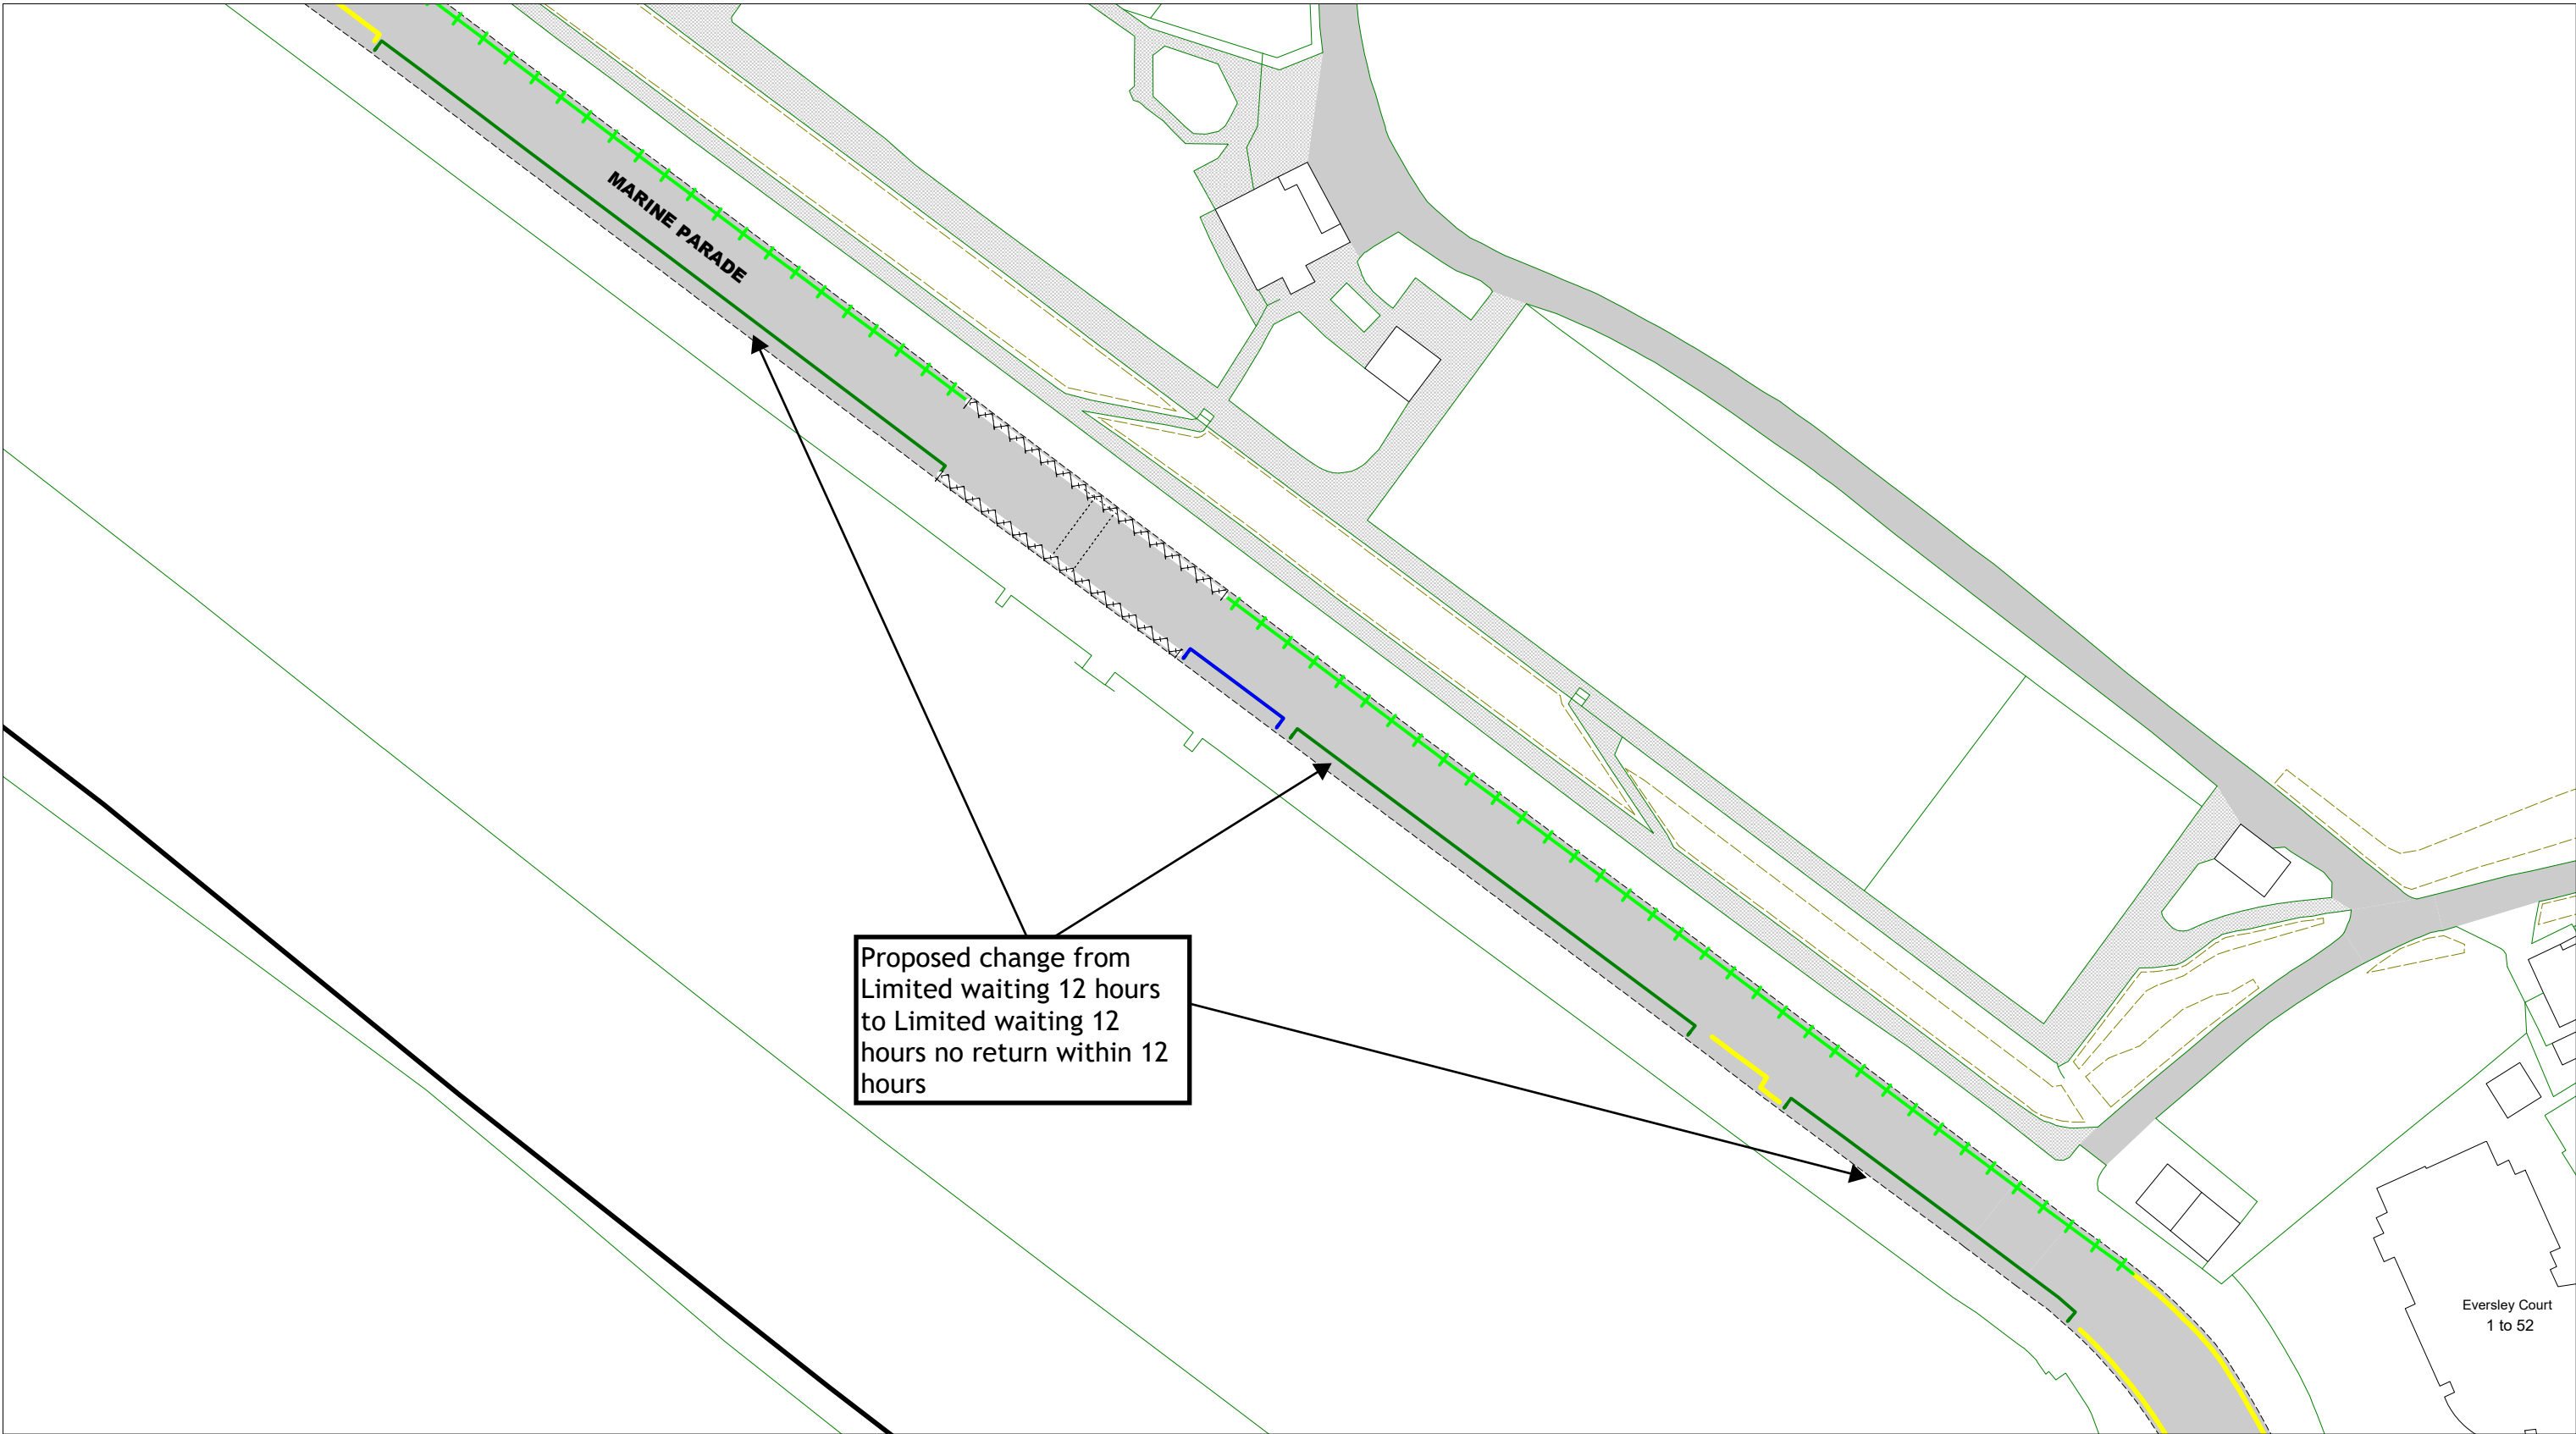 MARINE PARADE
Proposed change from
Limited waiting 12 hours
to Limited waiting 12
hours no return within 12
hours
Eversley Court
1 to 52